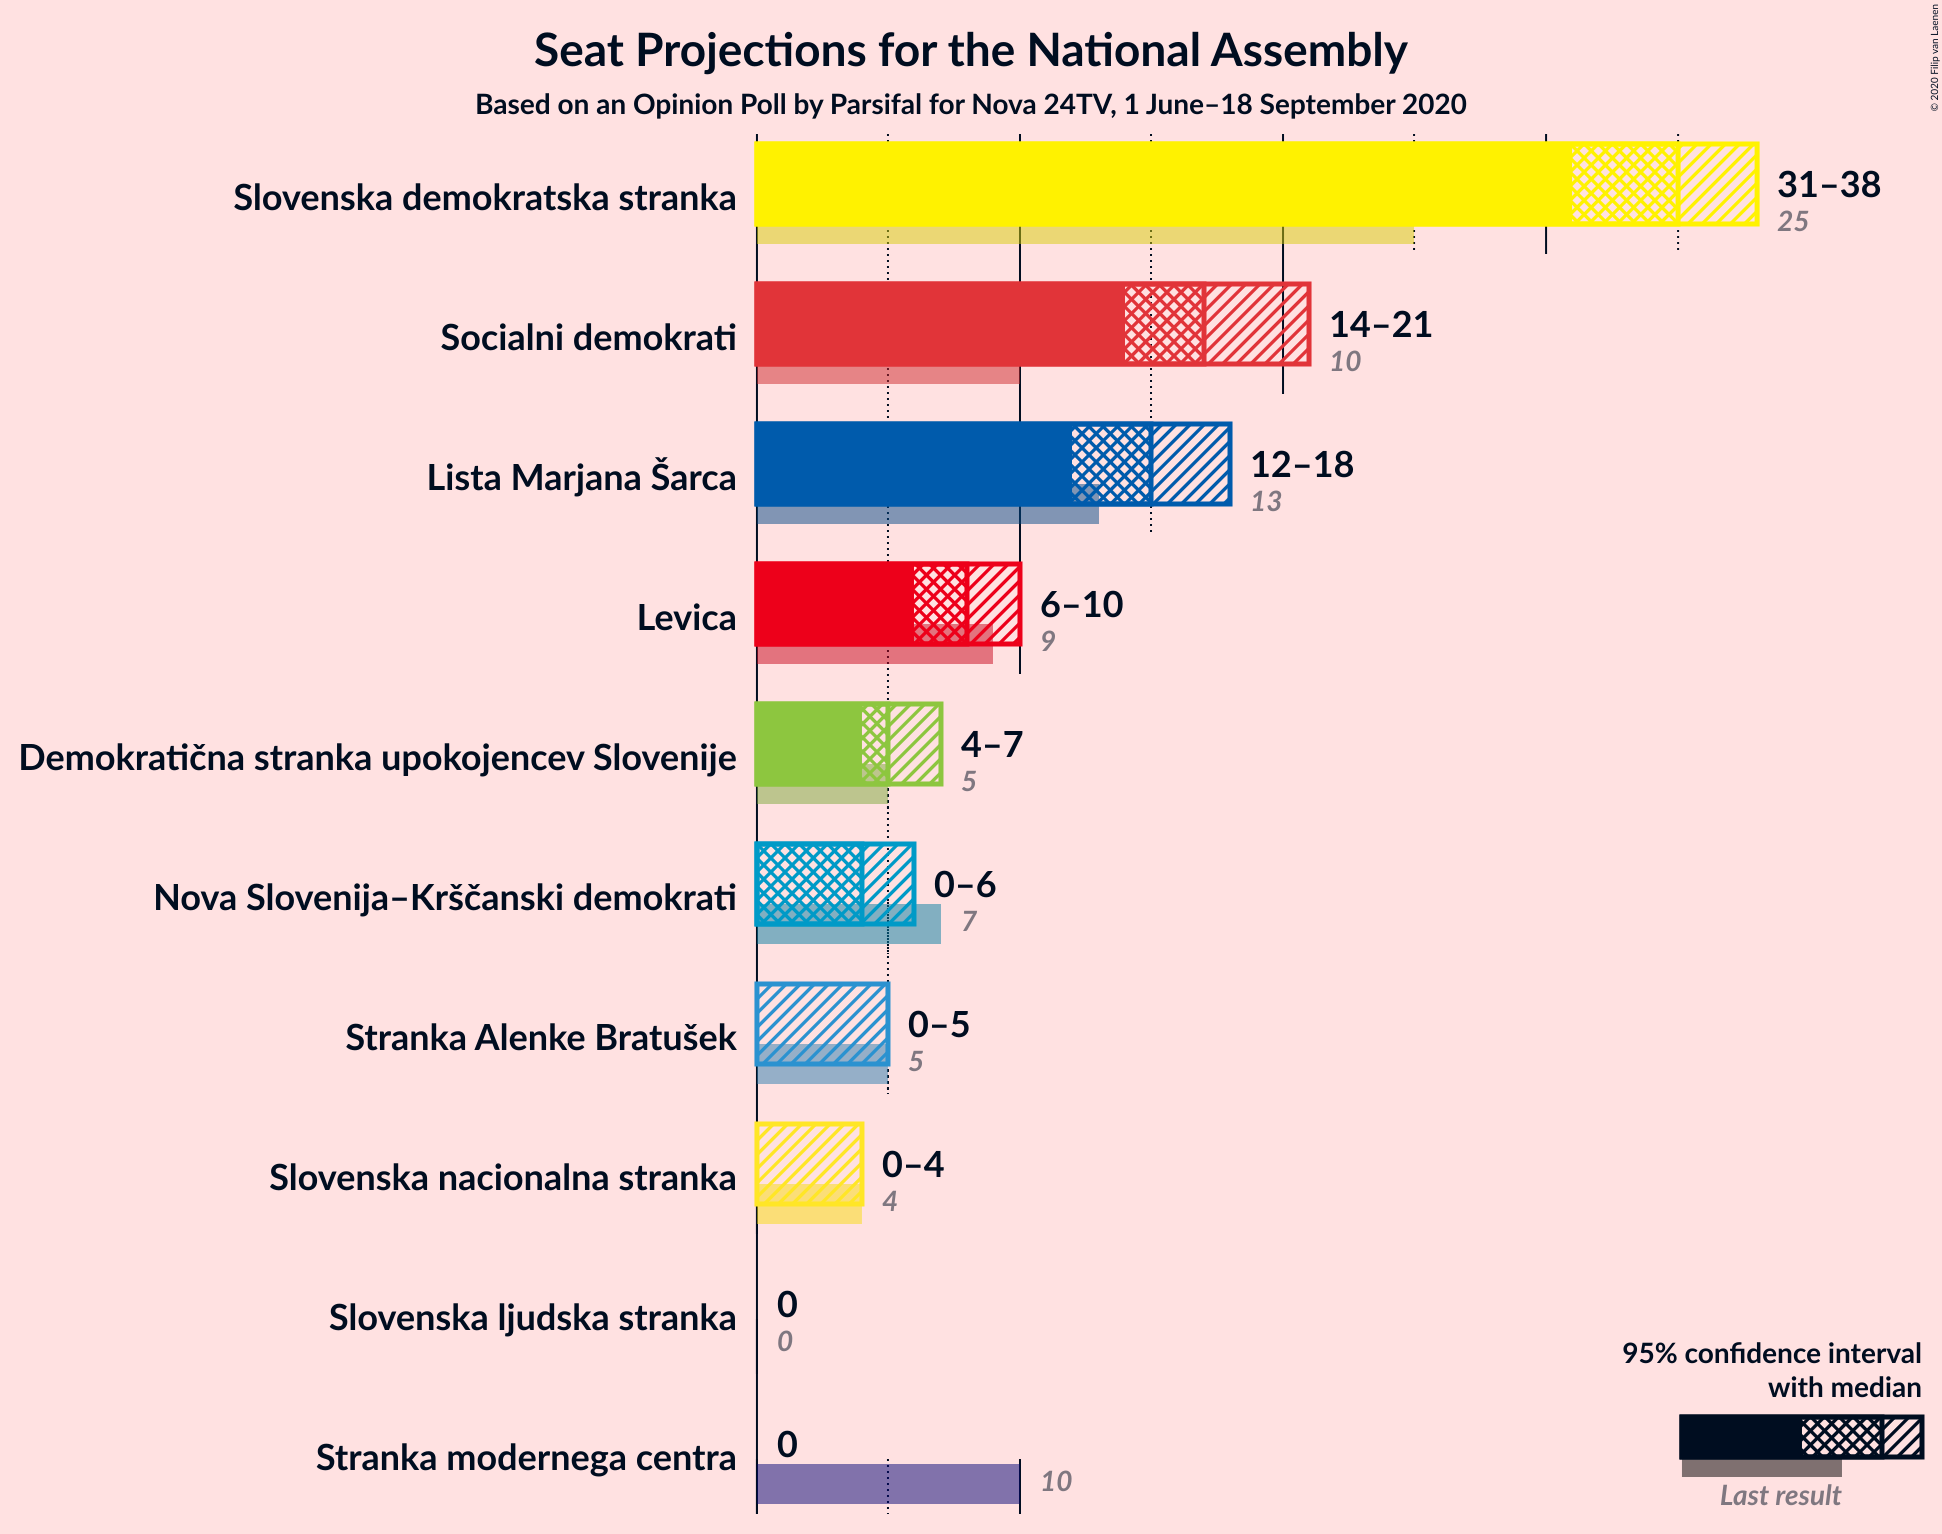 Seat Projections for the National Assembly
Based on an Opinion Poll by Parsifal for Nova 24TV, 1 June–18 September 2020
© 2020 Filip van Laenen
Slovenska demokratska stranka
31–38
25
Socialni demokrati
14–21
10
Lista Marjana Šarca
12–18
13
Levica
6–10
9
Demokratična stranka upokojencev Slovenije
4–7
5
Nova Slovenija–Krščanski demokrati
0–6
7
Stranka Alenke Bratušek
0–5
5
Slovenska nacionalna stranka
0–4
4
Slovenska ljudska stranka
0
0
Stranka modernega centra
0
10
95% confidence interval
with median
Last result